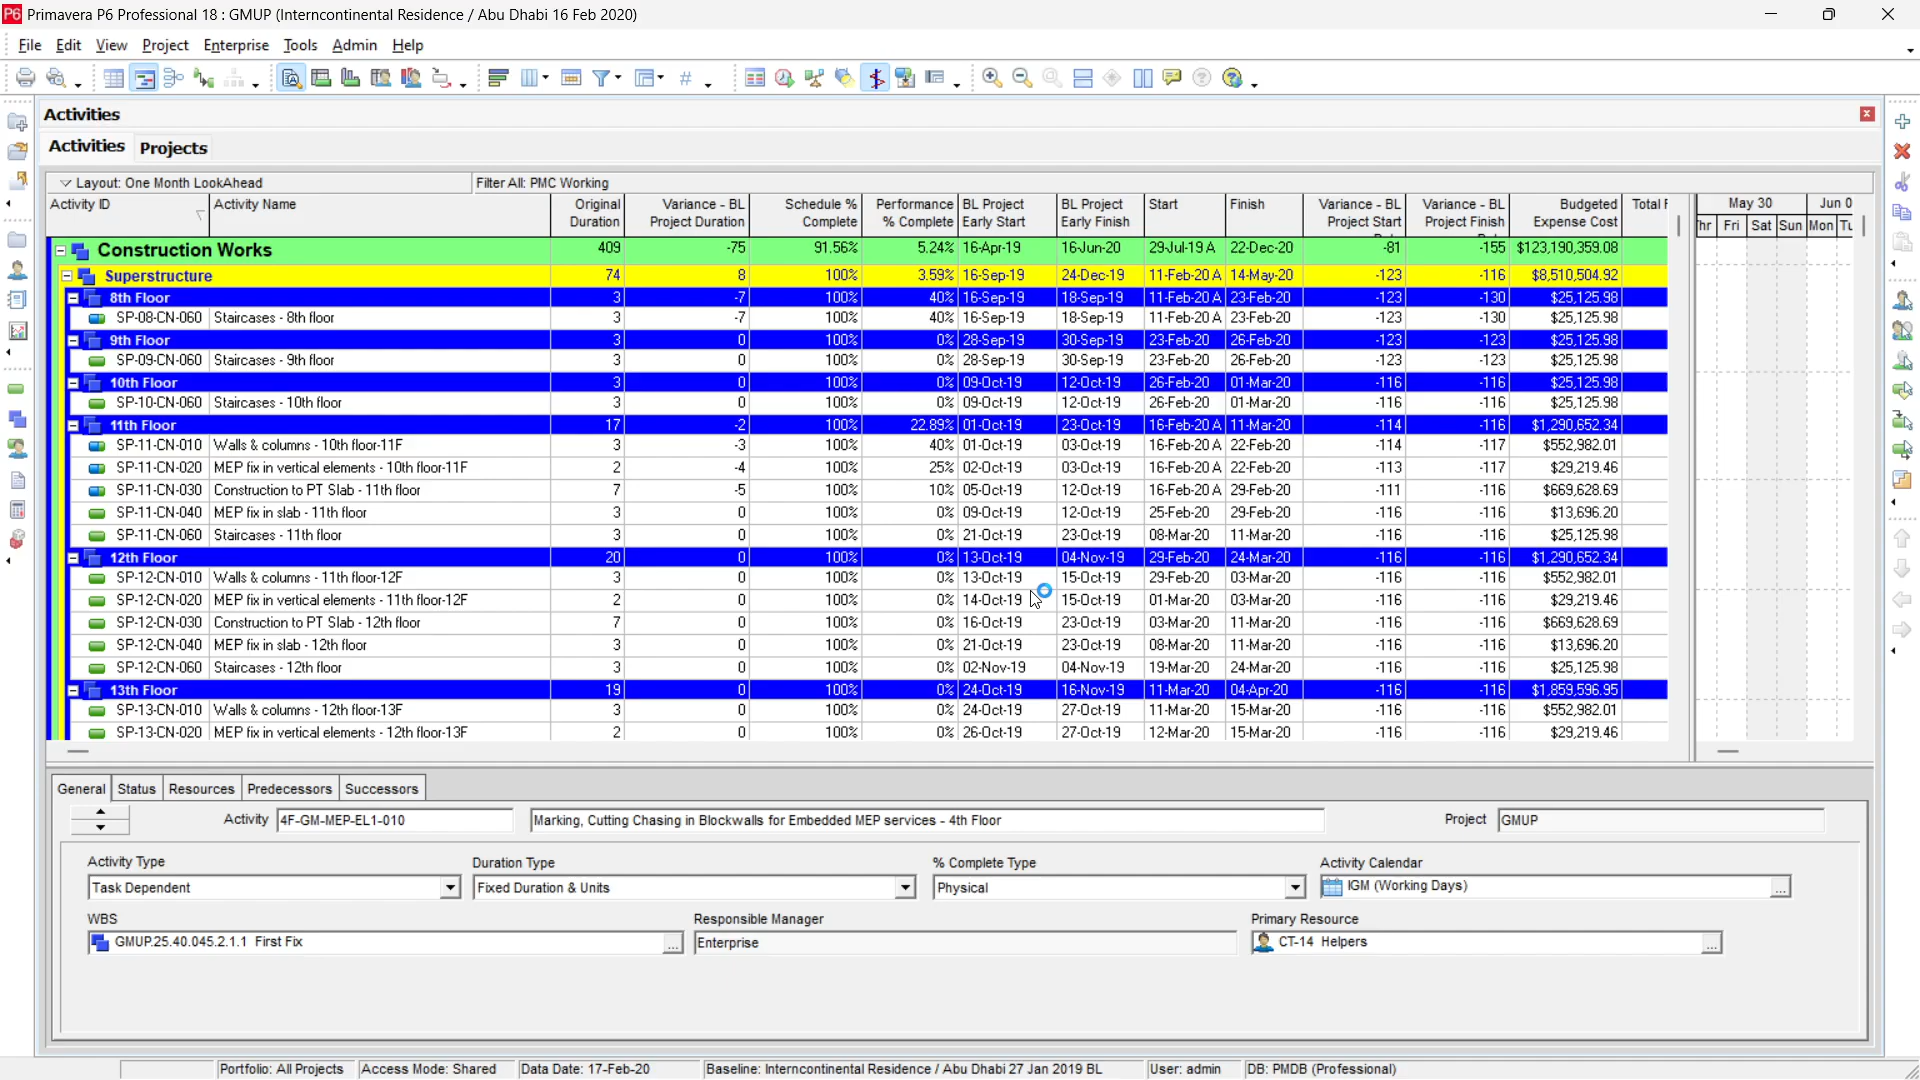 Primavera P6 Professional 18 : GMUP (Interncontinental Residence / Abu Dhabi 16 Feb 2020)
File Edit View Project Enterprise Tools Admin Help
Activities
Activities Projects
Layout: One Month LookAhead Filter All: PMC Working
Activity ID Activity Name Original Duration Variance - BL Project Duration Schedule % Complete Performance % Complete BL Project Early Start BL Project Early Finish Start Finish Variance - BL Project Start Variance - BL Project Finish Budgeted Expense Cost Total F May 30 Jun 0
Fri Sat Sun Mon Tu
Construction Works 409 -75 91.56% 5.24% 16-Apr-19 16-Jun-20 29-Jul-19 A 22-Dec-20 -81 -155 $123,190,359.08
Superstructure 74 8 100% 3.59% 16-Sep-19 24-Dec-19 11-Feb-20 A 14-May-20 -123 -116 $8,510,504.92
8th Floor 3 -7 100% 40% 16-Sep-19 18-Sep-19 11-Feb-20 A 23-Feb-20 -123 -130 $25,125.98
SP-08-CN-060 Staircases - 8th floor 3 -7 100% 40% 16-Sep-19 18-Sep-19 11-Feb-20 A 23-Feb-20 -123 -130 $25,125.98
9th Floor 3 0 100% 0% 28-Sep-19 30-Sep-19 23-Feb-20 26-Feb-20 -123 -123 $25,125.98
SP-09-CN-060 Staircases - 9th floor 3 0 100% 0% 28-Sep-19 30-Sep-19 23-Feb-20 26-Feb-20 -123 -123 $25,125.98
10th Floor 3 0 100% 0% 09-Oct-19 12-Oct-19 26-Feb-20 01-Mar-20 -116 -116 $25,125.98
SP-10-CN-060 Staircases - 10th floor 3 0 100% 0% 09-Oct-19 12-Oct-19 26-Feb-20 01-Mar-20 -116 -116 $25,125.98
11th Floor 17 -2 100% 22.89% 01-Oct-19 23-Oct-19 16-Feb-20 A 11-Mar-20 -114 -116 $1,290,652.34
SP-11-CN-010 Walls & columns - 10th floor-11F 3 -3 100% 40% 01-Oct-19 03-Oct-19 16-Feb-20 A 22-Feb-20 -114 -117 $552,982.01
SP-11-CN-020 MEP fix in vertical elements - 10th floor-11F 2 -4 100% 25% 02-Oct-19 03-Oct-19 16-Feb-20 A 22-Feb-20 -113 -117 $29,219.46
SP-11-CN-030 Construction to PT Slab - 11th floor 7 -5 100% 10% 05-Oct-19 12-Oct-19 16-Feb-20 A 29-Feb-20 -111 -116 $669,628.69
SP-11-CN-040 MEP fix in slab - 11th floor 3 0 100% 0% 09-Oct-19 12-Oct-19 25-Feb-20 29-Feb-20 -116 -116 $13,696.20
SP-11-CN-060 Staircases - 11th floor 3 0 100% 0% 21-Oct-19 23-Oct-19 08-Mar-20 11-Mar-20 -116 -116 $25,125.98
12th Floor 20 0 100% 0% 13-Oct-19 04-Nov-19 29-Feb-20 24-Mar-20 -116 -116 $1,290,652.34
SP-12-CN-010 Walls & columns - 11th floor-12F 3 0 100% 0% 13-Oct-19 15-Oct-19 29-Feb-20 03-Mar-20 -116 -116 $552,982.01
SP-12-CN-020 MEP fix in vertical elements - 11th floor-12F 2 0 100% 0% 14-Oct-19 15-Oct-19 01-Mar-20 03-Mar-20 -116 -116 $29,219.46
SP-12-CN-030 Construction to PT Slab - 12th floor 7 0 100% 0% 16-Oct-19 23-Oct-19 03-Mar-20 11-Mar-20 -116 -116 $669,628.69
SP-12-CN-040 MEP fix in slab - 12th floor 3 0 100% 0% 21-Oct-19 23-Oct-19 08-Mar-20 11-Mar-20 -116 -116 $13,696.20
SP-12-CN-060 Staircases - 12th floor 3 0 100% 0% 02-Nov-19 04-Nov-19 19-Mar-20 24-Mar-20 -116 -116 $25,125.98
13th Floor 19 0 100% 0% 24-Oct-19 16-Nov-19 11-Mar-20 04-Apr-20 -116 -116 $1,859,596.95
SP-13-CN-010 Walls & columns - 12th floor-13F 3 0 100% 0% 24-Oct-19 27-Oct-19 11-Mar-20 15-Mar-20 -116 -116 $552,982.01
SP-13-CN-020 MEP fix in vertical elements - 12th floor-13F 2 0 100% 0% 26-Oct-19 27-Oct-19 12-Mar-20 15-Mar-20 -116 -116 $29,219.46
General Status Resources Predecessors Successors
Activity 4F-GM-MEP-EL1-010 Marking, Cutting Chasing in Blockwalls for Embedded MEP services - 4th Floor Project GMUP
Activity Type Duration Type % Complete Type Activity Calendar
Task Dependent Fixed Duration & Units Physical IGM (Working Days) ...
WBS Responsible Manager Primary Resource
GMUP.25.40.045.2.1.1 First Fix ... Enterprise CT-14 Helpers ...
Portfolio: All Projects Access Mode: Shared Data Date: 17-Feb-20 Baseline: Interncontinental Residence / Abu Dhabi 27 Jan 2019 BL User: admin DB: PMDB (Professional)